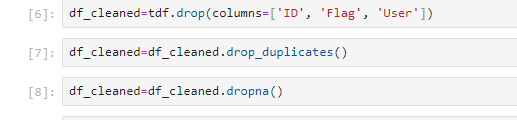 [6]: df_cleaned=tdf.drop(columns=['ID', 'Flag', 'User'])
[7]: df_cleaned=df_cleaned.drop_duplicates()
[8]: df_cleaned=df_cleaned.dropna()